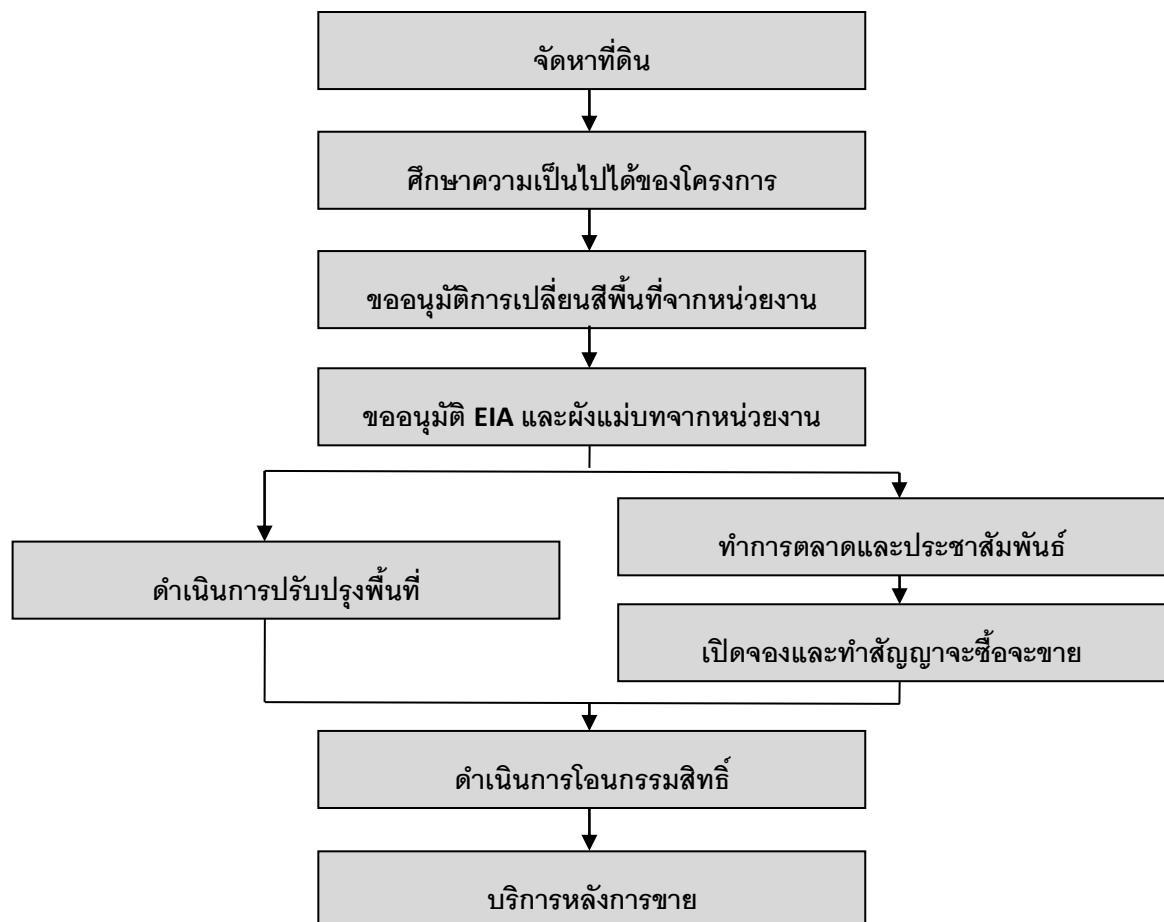 จัดหาที่ดิน
ศึกษาความเป็นไปได้ของโครงการ
ขออนุมัติการเปลี่ยนสีพื้นที่จากหน่วยงาน
ขออนุมัติ EIA และผังแม่บทจากหน่วยงาน
ดำเนินการปรับปรุงพื้นที่
ทำการตลาดและประชาสัมพันธ์
เปิดจองและทำสัญญาจะซื้อจะขาย
ดำเนินการโอนกรรมสิทธิ์
บริการหลังการขาย